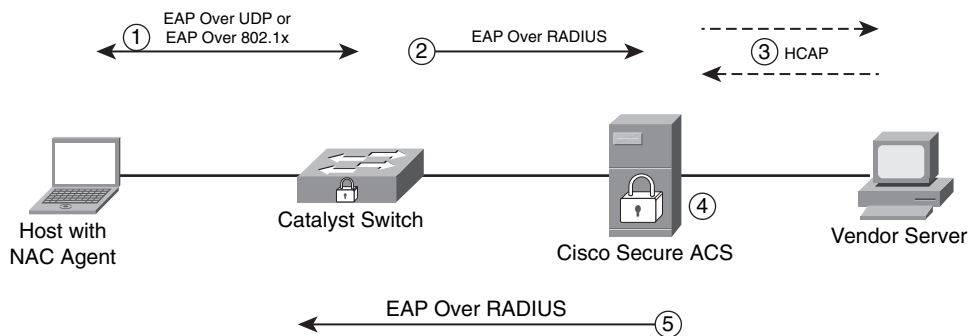 ①
EAP Over UDP or
EAP Over 802.1x
② EAP Over RADIUS
③ HCAP
④
Host with
NAC Agent
Catalyst Switch
Cisco Secure ACS
Vendor Server
EAP Over RADIUS ⑤